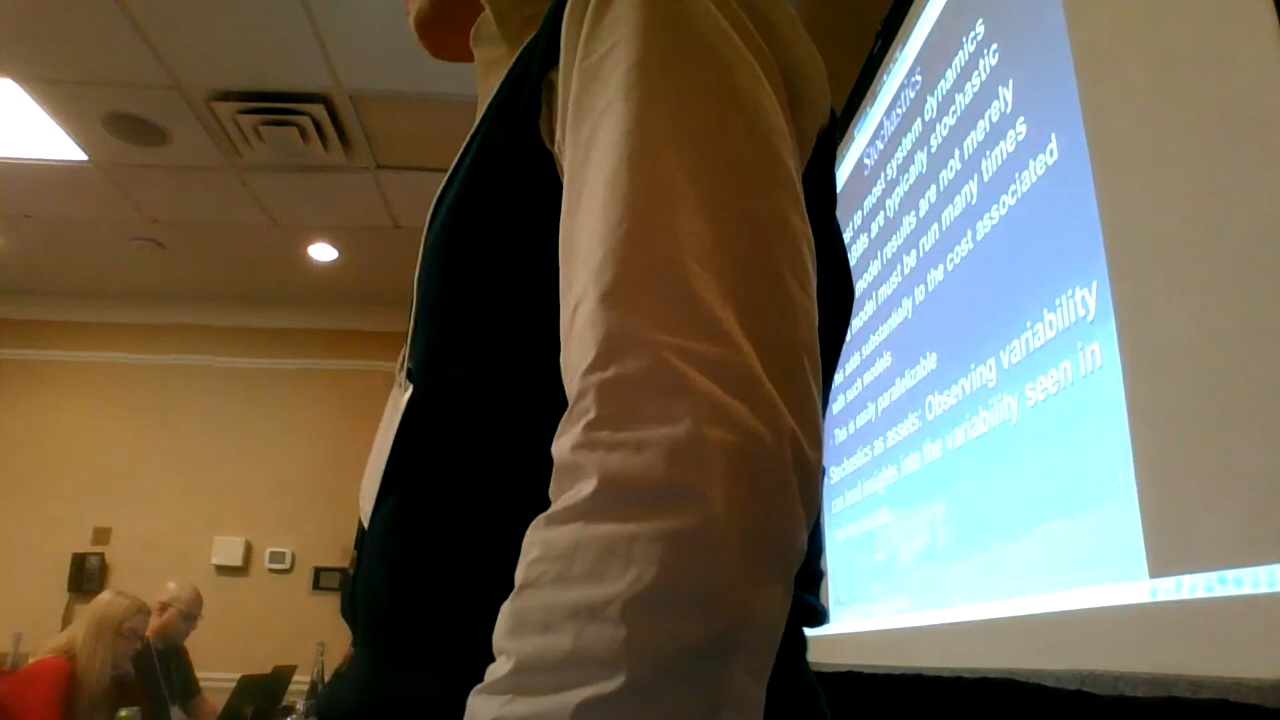 Stochastics
to most system dynamics
are typically stochastic
model results are not merely
model must be run many times
adds substantially to the cost associated
with such models
This is easily parallelizable
Stochastics as assets: Observing variability
can lend insights into the variability seen in